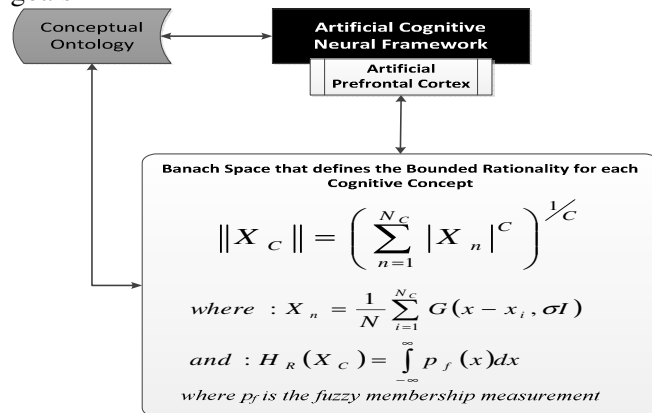 Conceptual
Ontology
Artificial Cognitive
Neural Framework
Artificial
Prefrontal Cortex
Banach Space that defines the Bounded Rationality for each
Cognitive Concept
‖X_C‖ = ( ∑_{n=1}^{N_C} |X_n|^C )^{1/C}
where : X_n = 1/N ∑_{i=1}^{N_C} G(x − x_i, σI)
and : H_R(X_C) = ∫_{−∞}^{∞} p_f(x)dx
where p_f is the fuzzy membership measurement